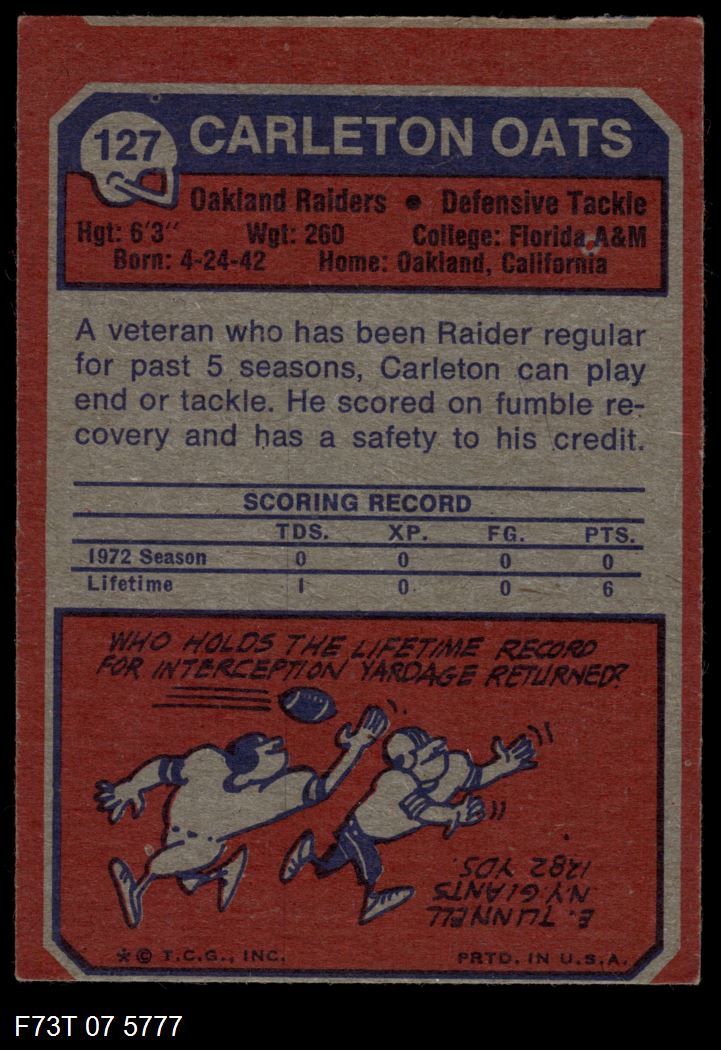 127
CARLETON OATS
Oakland Raiders • Defensive Tackle
Hgt: 6'3" Wgt: 260 College: Florida A&M
Born: 4-24-42 Home: Oakland, California
A veteran who has been Raider regular
for past 5 seasons, Carleton can play
end or tackle. He scored on fumble re-
covery and has a safety to his credit.
SCORING RECORD
TDS. XP. FG. PTS.
1972 Season 0 0 0 0
Lifetime 1 0 0 6
WHO HOLDS THE LIFETIME RECORD
FOR INTERCEPTION YARDAGE RETURNED?
E. TUNNELL
N.Y. GIANTS
1282 YDS.
* © T.C.G., INC. PRTD. IN U.S.A.
F73T 07 5777